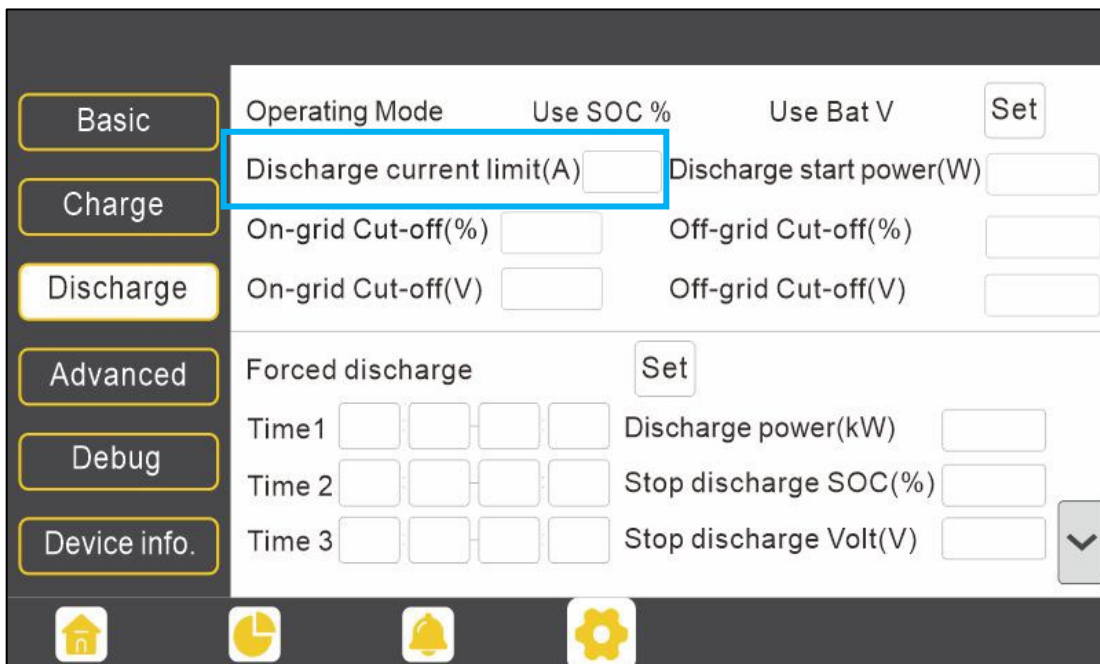 Basic
Charge
Discharge
Advanced
Debug
Device info.
Operating Mode Use SOC % Use Bat V Set
Discharge current limit(A) Discharge start power(W)
On-grid Cut-off(%) Off-grid Cut-off(%)
On-grid Cut-off(V) Off-grid Cut-off(V)
Forced discharge Set
Time1 : - : Discharge power(kW)
Time 2 : - : Stop discharge SOC(%)
Time 3 : - : Stop discharge Volt(V)